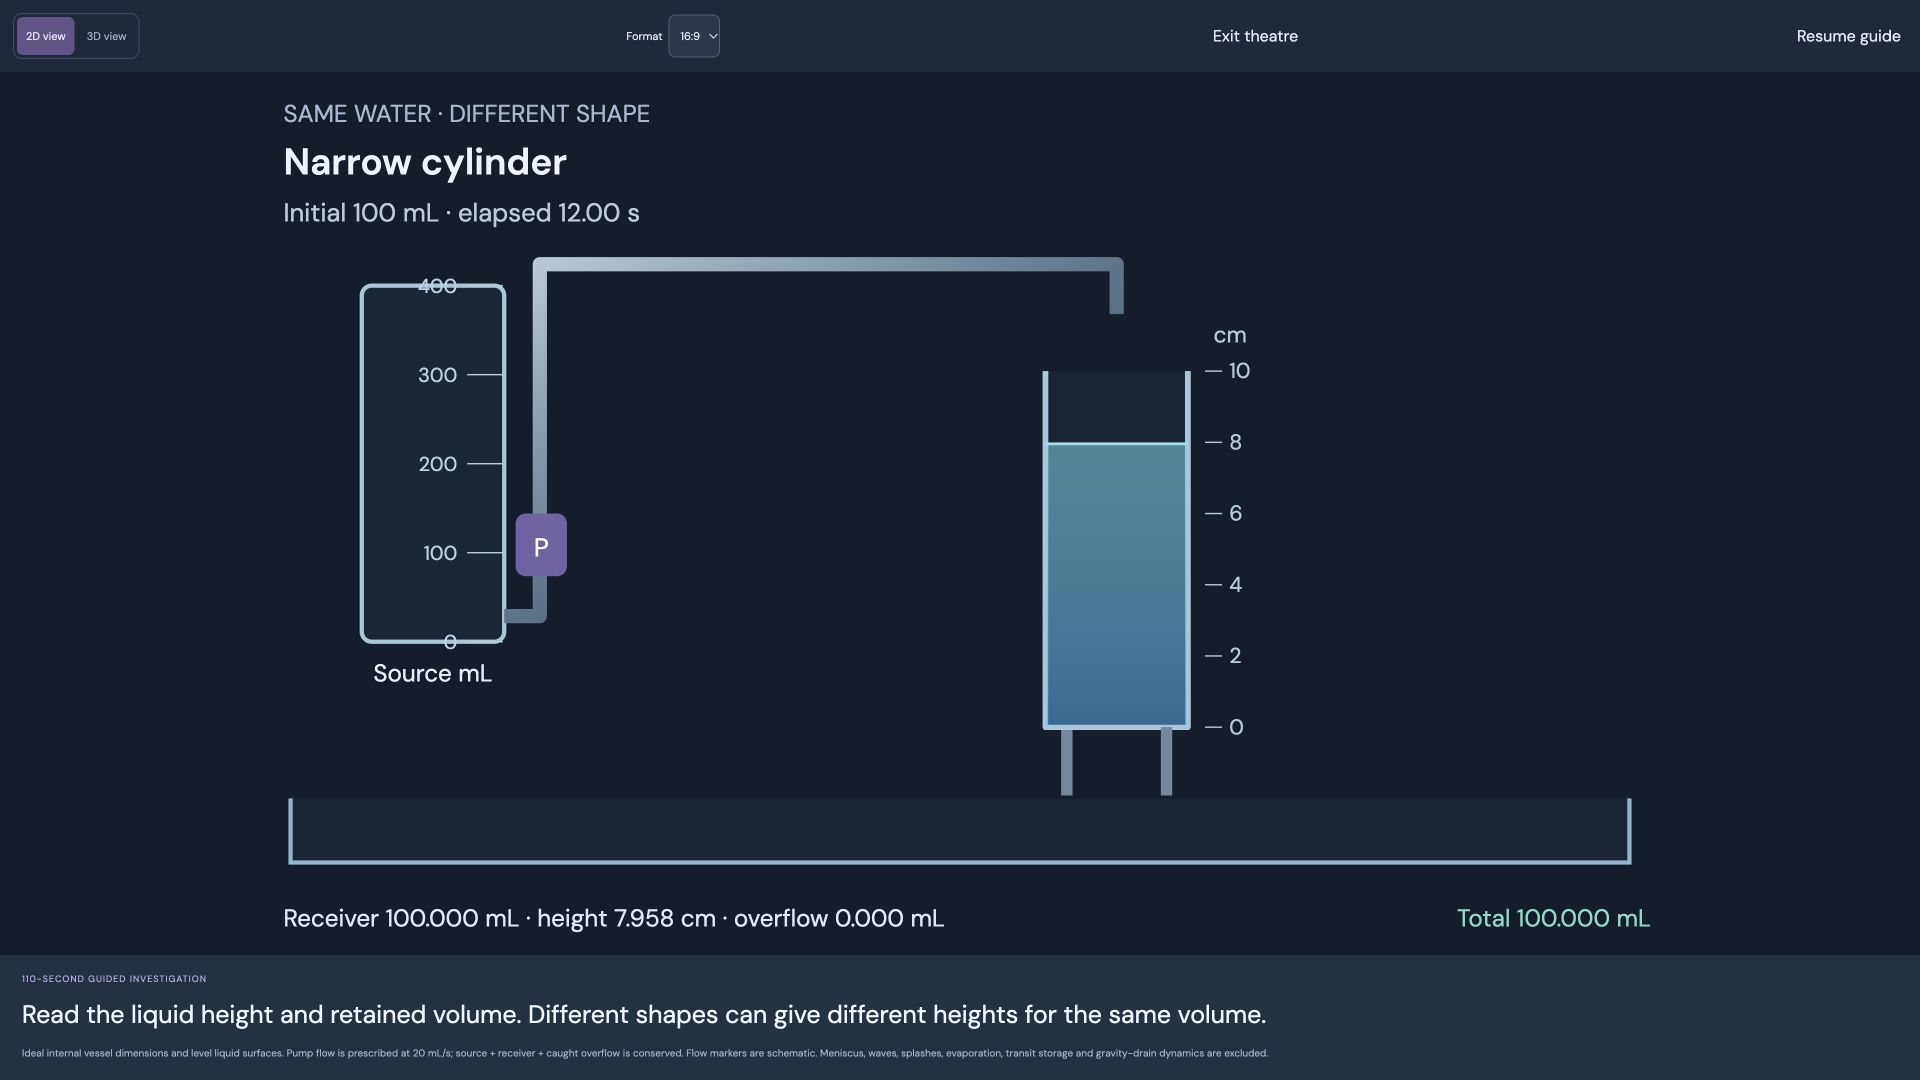 2D view 3D view Format 16:9 Exit theatre Resume guide
SAME WATER · DIFFERENT SHAPE
Narrow cylinder
Initial 100 mL · elapsed 12.00 s
400
300
200
100
0
Source mL
P
cm
10
8
6
4
2
0
Receiver 100.000 mL · height 7.958 cm · overflow 0.000 mL Total 100.000 mL
110-SECOND GUIDED INVESTIGATION
Read the liquid height and retained volume. Different shapes can give different heights for the same volume.
Ideal internal vessel dimensions and level liquid surfaces. Pump flow is prescribed at 20 mL/s; source + receiver + caught overflow is conserved. Flow markers are schematic. Meniscus, waves, splashes, evaporation, transit storage and gravity-drain dynamics are excluded.